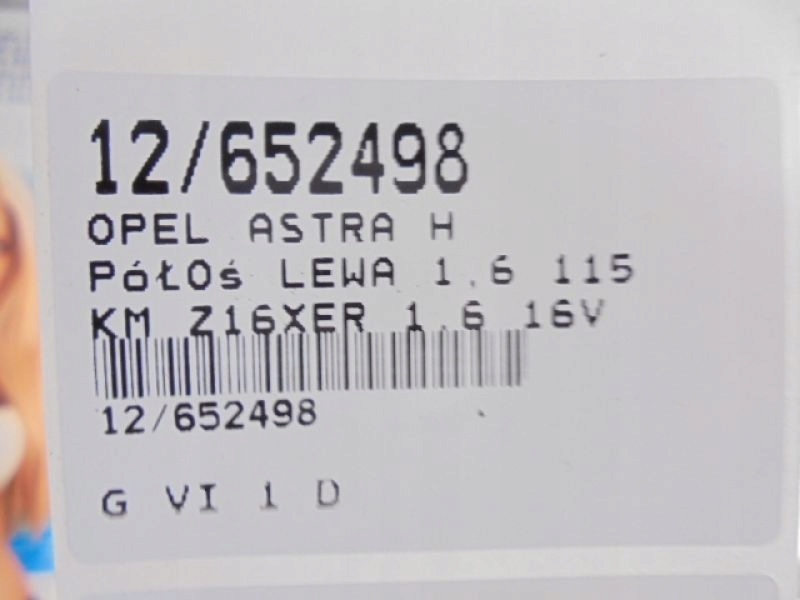 12/652498
OPEL ASTRA H
PółOś LEWA 1.6 115
KM Z16XER 1.6 16V
12/652498
G VI 1 D